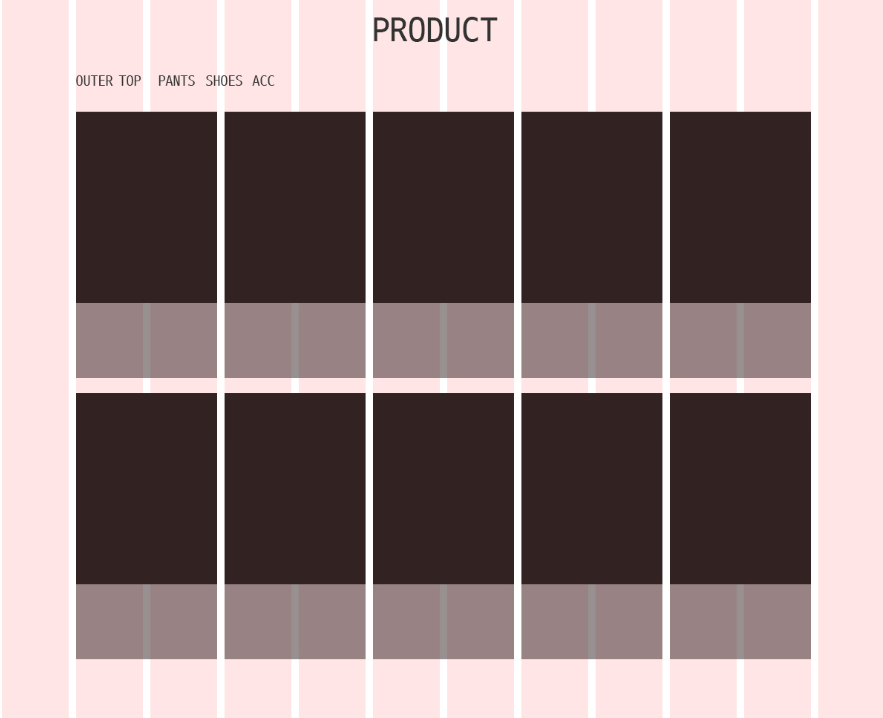 PRODUCT
OUTER TOP PANTS SHOES ACC